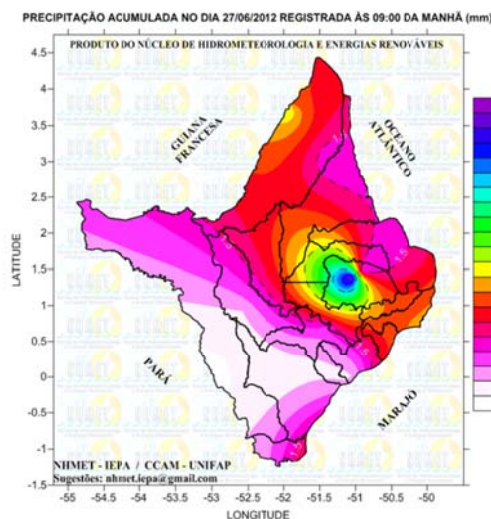 PRECIPITAÇÃO ACUMULADA NO DIA 27/06/2012 REGISTRADA ÀS 09:00 DA MANHÃ (mm)
PRODUTO DO NÚCLEO DE HIDROMETEOROLOGIA E ENERGIAS RENOVÁVEIS
4.5
4
3.5
3
2.5
2
1.5
1
0.5
0
-0.5
-1
-1.5
LATITUDE
GUIANA
FRANCESA
OCEANO
ATLÂNTICO
PARÁ
MARAJÓ
1.5
NHMET - IEPA / CCAM - UNIFAP
Sugestões: nhmet.iepa@gmail.com
-55 -54.5 -54 -53.5 -53 -52.5 -52 -51.5 -51 -50.5 -50
LONGITUDE